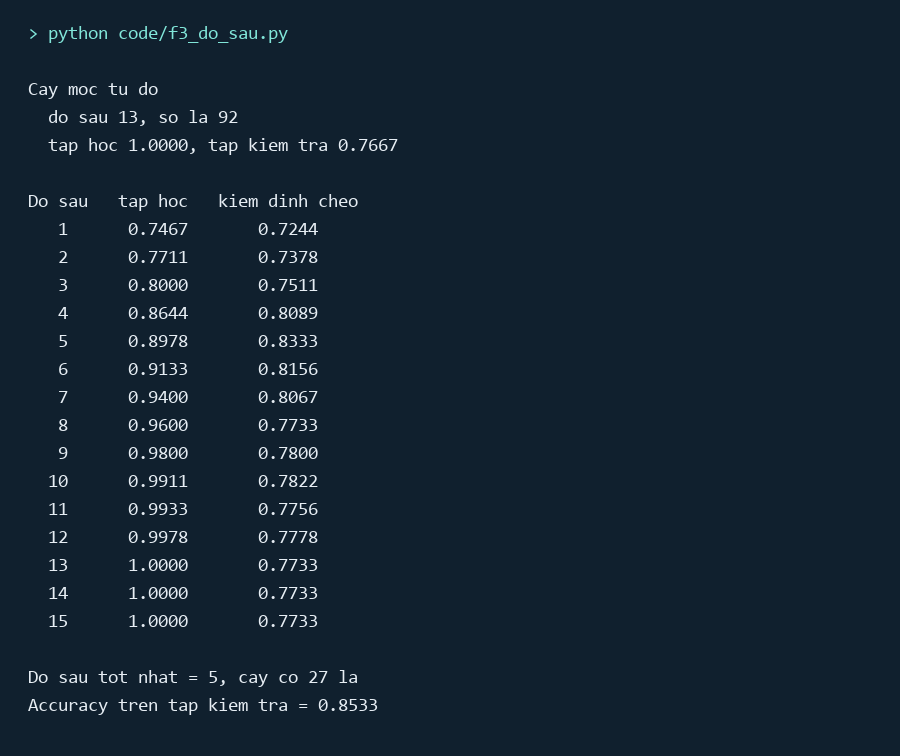 > python code/f3_do_sau.py
Cay moc tu do
do sau 13, so la 92
tap hoc 1.0000, tap kiem tra 0.7667
Do sau   tap hoc   kiem dinh cheo
1      0.7467       0.7244
2      0.7711       0.7378
3      0.8000       0.7511
4      0.8644       0.8089
5      0.8978       0.8333
6      0.9133       0.8156
7      0.9400       0.8067
8      0.9600       0.7733
9      0.9800       0.7800
10      0.9911       0.7822
11      0.9933       0.7756
12      0.9978       0.7778
13      1.0000       0.7733
14      1.0000       0.7733
15      1.0000       0.7733
Do sau tot nhat = 5, cay co 27 la
Accuracy tren tap kiem tra = 0.8533